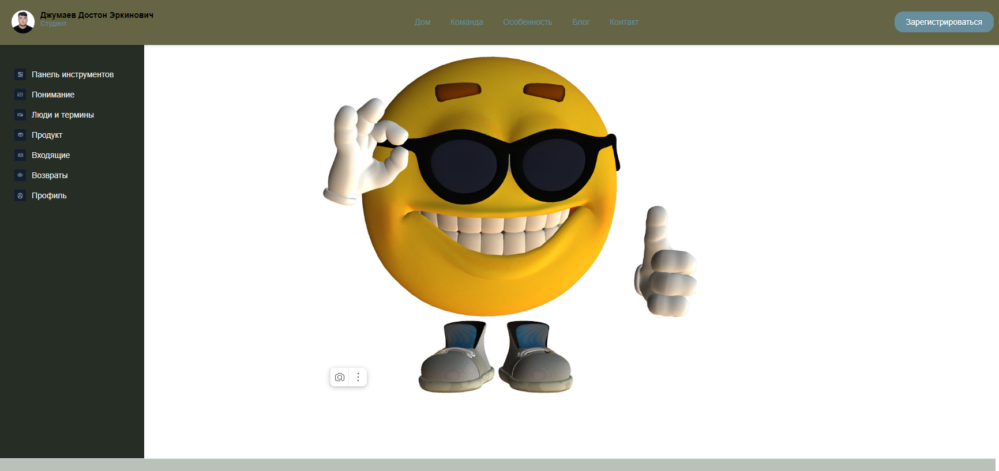 Джумаев Достон Эркинович
Студент
Дом
Команда
Особенность
Блог
Контакт
Зарегистрироваться
Панель инструментов
Понимание
Люди и термины
Продукт
Входящие
Возвраты
Профиль